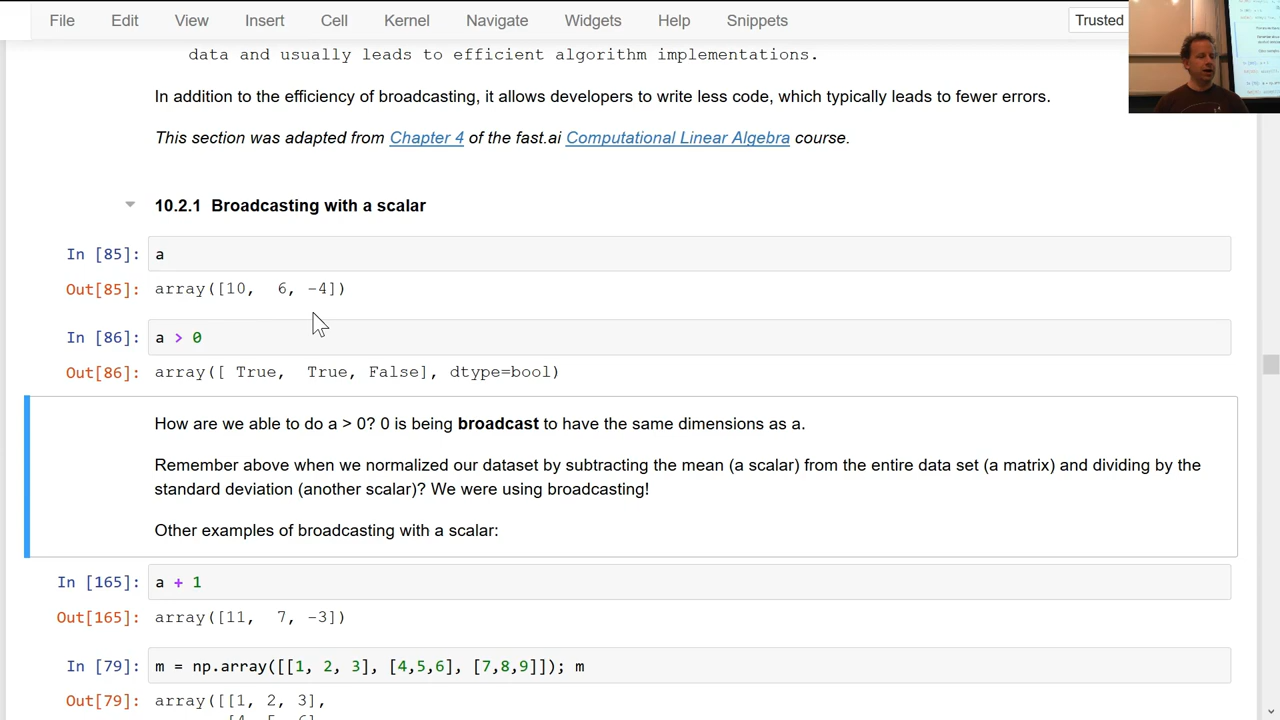 File Edit View Insert Cell Kernel Navigate Widgets Help Snippets Trusted
data and usually leads to efficient algorithm implementations.
In addition to the efficiency of broadcasting, it allows developers to write less code, which typically leads to fewer errors.
This section was adapted from Chapter 4 of the fast.ai Computational Linear Algebra course.
10.2.1 Broadcasting with a scalar
In [85]: a
Out[85]: array([10, 6, -4])
In [86]: a > 0
Out[86]: array([ True, True, False], dtype=bool)
How are we able to do a > 0? 0 is being broadcast to have the same dimensions as a.
Remember above when we normalized our dataset by subtracting the mean (a scalar) from the entire data set (a matrix) and dividing by the
standard deviation (another scalar)? We were using broadcasting!
Other examples of broadcasting with a scalar:
In [165]: a + 1
Out[165]: array([11, 7, -3])
In [79]: m = np.array([[1, 2, 3], [4,5,6], [7,8,9]]); m
Out[79]: array([[1, 2, 3],